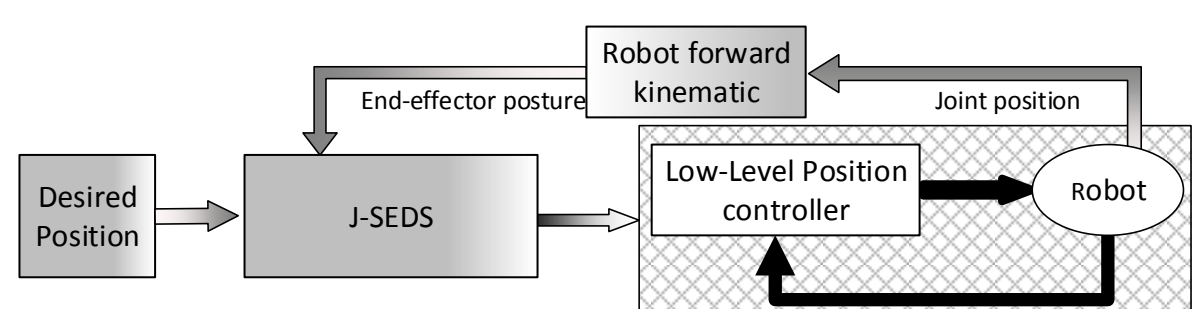 Robot forward
kinematic
End-effector posture
Joint position
Desired
Position
J-SEDS
Low-Level Position
controller
Robot